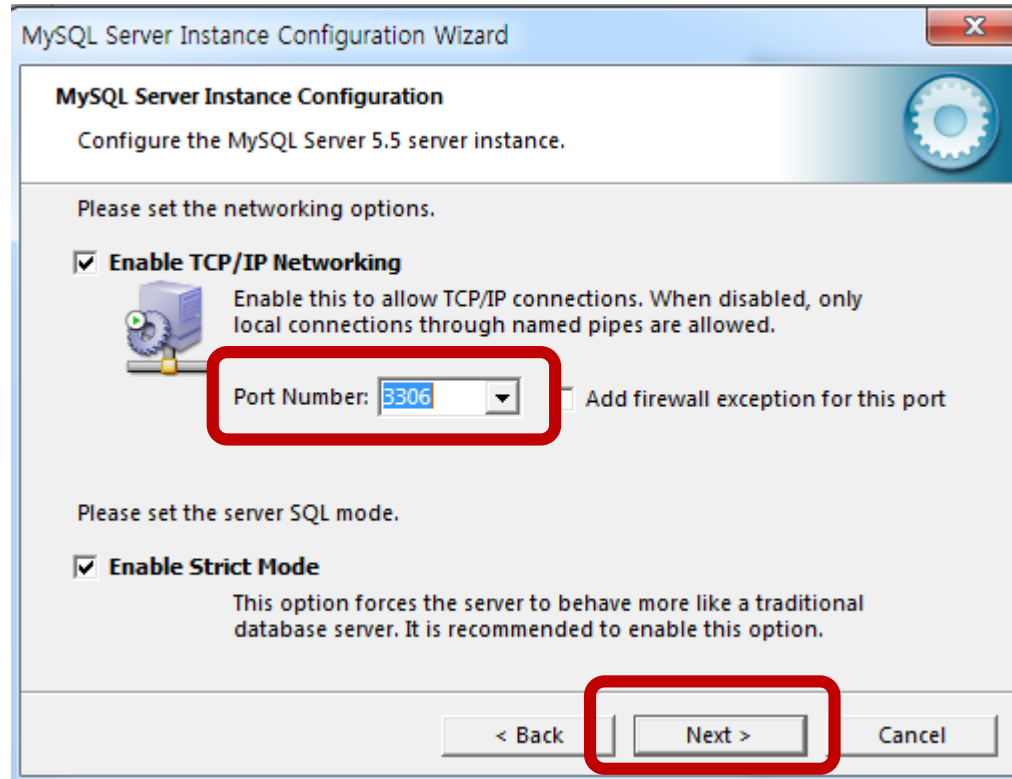 MySQL Server Instance Configuration Wizard
MySQL Server Instance Configuration
Configure the MySQL Server 5.5 server instance.
Please set the networking options.
Enable TCP/IP Networking
Enable this to allow TCP/IP connections. When disabled, only
local connections through named pipes are allowed.
Port Number: 3306 Add firewall exception for this port
Please set the server SQL mode.
Enable Strict Mode
This option forces the server to behave more like a traditional
database server. It is recommended to enable this option.
< Back Next > Cancel